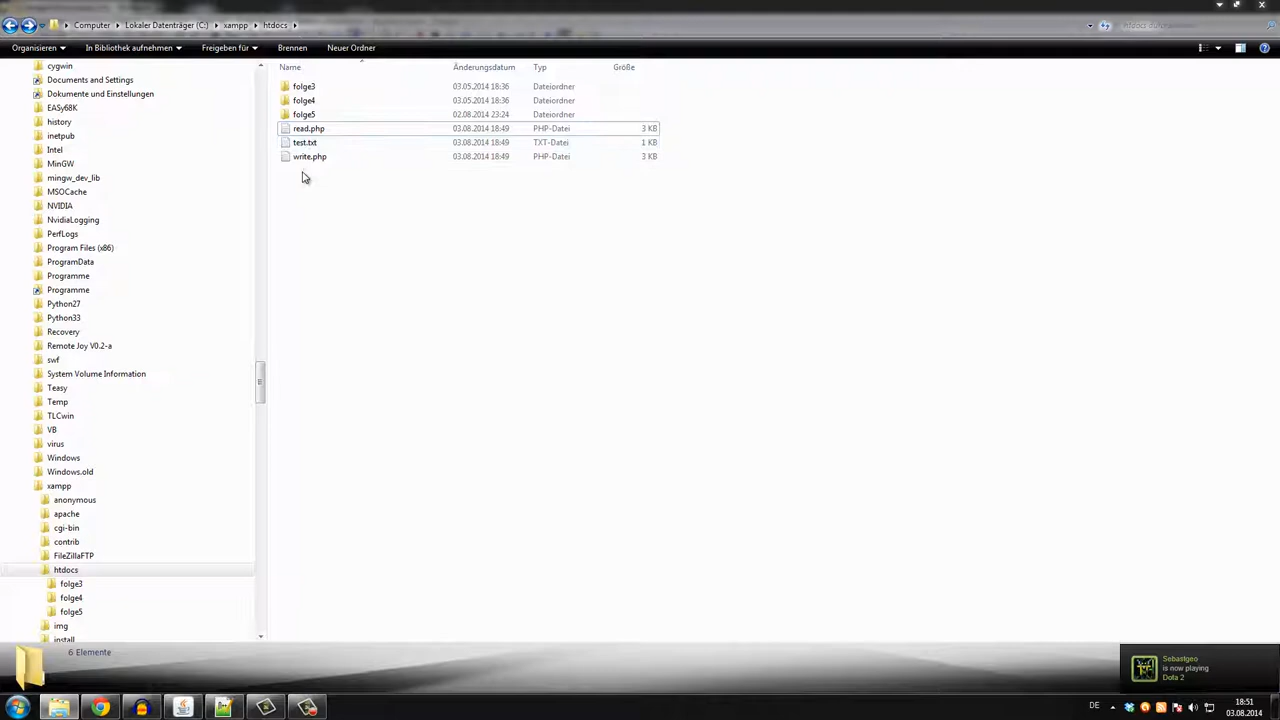 Computer ▸ Lokaler Datenträger (C:) ▸ xampp ▸ htdocs ▸
Organisieren In Bibliothek aufnehmen Freigeben für Brennen Neuer Ordner
Name Änderungsdatum Typ Größe
folge3 03.05.2014 18:36 Dateiordner
folge4 03.05.2014 18:36 Dateiordner
folge5 02.08.2014 23:24 Dateiordner
read.php 03.08.2014 18:49 PHP-Datei 3 KB
test.txt 03.08.2014 18:49 TXT-Datei 1 KB
write.php 03.08.2014 18:49 PHP-Datei 3 KB
cygwin
Documents and Settings
Dokumente und Einstellungen
EASy68K
history
inetpub
Intel
MinGW
mingw_dev_lib
MSOCache
NVIDIA
NvidiaLogging
PerfLogs
Program Files (x86)
ProgramData
Programme
Programme
Python27
Python33
Recovery
Remote Joy V0.2-a
swf
System Volume Information
Teasy
Temp
TLCwin
VB
virus
Windows
Windows.old
xampp
anonymous
apache
cgi-bin
contrib
FileZillaFTP
htdocs
folge3
folge4
folge5
img
install
6 Elemente
Sebastgeo
is now playing
Dota 2
DE
18:51
03.08.2014